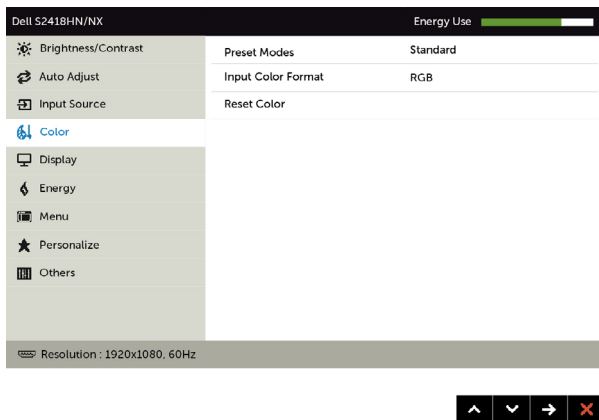 Dell S2418HN/NX Energy Use
Brightness/Contrast
Auto Adjust
Input Source
Color
Display
Energy
Menu
Personalize
Others
Preset Modes Standard
Input Color Format RGB
Reset Color
Resolution : 1920x1080, 60Hz